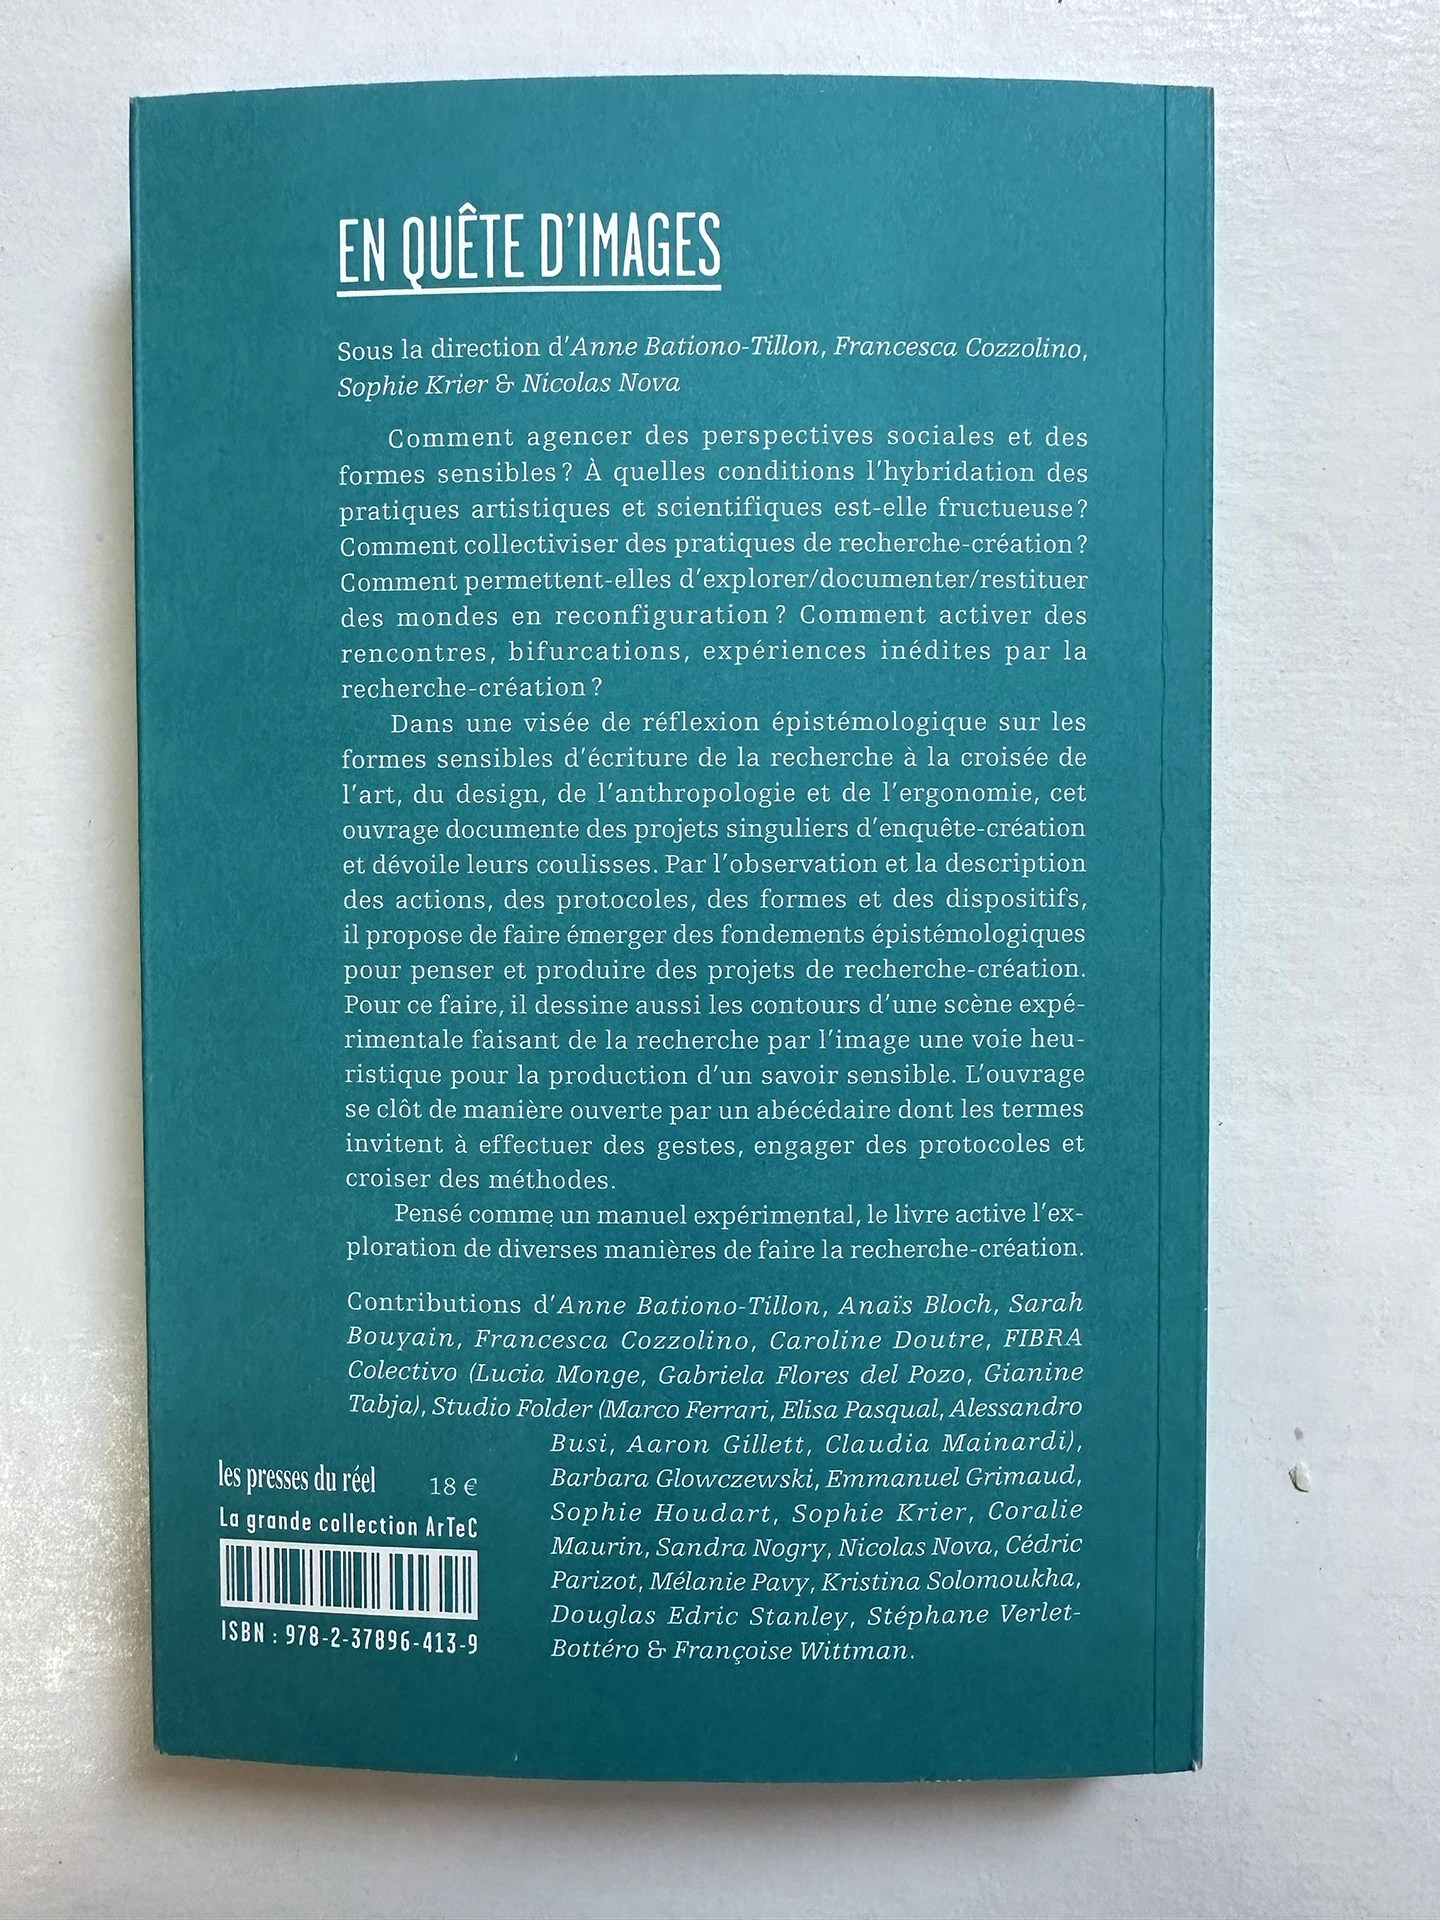 EN QUÊTE D'IMAGES
Sous la direction d'Anne Bationo-Tillon, Francesca Cozzolino,
Sophie Krier & Nicolas Nova
Comment agencer des perspectives sociales et des
formes sensibles ? À quelles conditions l'hybridation des
pratiques artistiques et scientifiques est-elle fructueuse ?
Comment collectiviser des pratiques de recherche-création ?
Comment permettent-elles d'explorer/documenter/restituer
des mondes en reconfiguration ? Comment activer des
rencontres, bifurcations, expériences inédites par la
recherche-création ?
Dans une visée de réflexion épistémologique sur les
formes sensibles d'écriture de la recherche à la croisée de
l'art, du design, de l'anthropologie et de l'ergonomie, cet
ouvrage documente des projets singuliers d'enquête-création
et dévoile leurs coulisses. Par l'observation et la description
des actions, des protocoles, des formes et des dispositifs,
il propose de faire émerger des fondements épistémologiques
pour penser et produire des projets de recherche-création.
Pour ce faire, il dessine aussi les contours d'une scène expé-
rimentale faisant de la recherche par l'image une voie heu-
ristique pour la production d'un savoir sensible. L'ouvrage
se clôt de manière ouverte par un abécédaire dont les termes
invitent à effectuer des gestes, engager des protocoles et
croiser des méthodes.
Pensé comme un manuel expérimental, le livre active l'ex-
ploration de diverses manières de faire la recherche-création.
Contributions d'Anne Bationo-Tillon, Anaïs Bloch, Sarah
Bouyain, Francesca Cozzolino, Caroline Doutre, FIBRA
Colectivo (Lucia Monge, Gabriela Flores del Pozo, Gianine
Tabja), Studio Folder (Marco Ferrari, Elisa Pasqual, Alessandro
Busi, Aaron Gillett, Claudia Mainardi),
Barbara Glowczewski, Emmanuel Grimaud,
Sophie Houdart, Sophie Krier, Coralie
Maurin, Sandra Nogry, Nicolas Nova, Cédric
Parizot, Mélanie Pavy, Kristina Solomoukha,
Douglas Edric Stanley, Stéphane Verlet-
Bottéro & Françoise Wittman.
les presses du réel 18 €
La grande collection ArTeC
ISBN : 978-2-37896-413-9